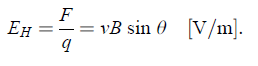 E_H = F/q = vB sin θ [V/m].